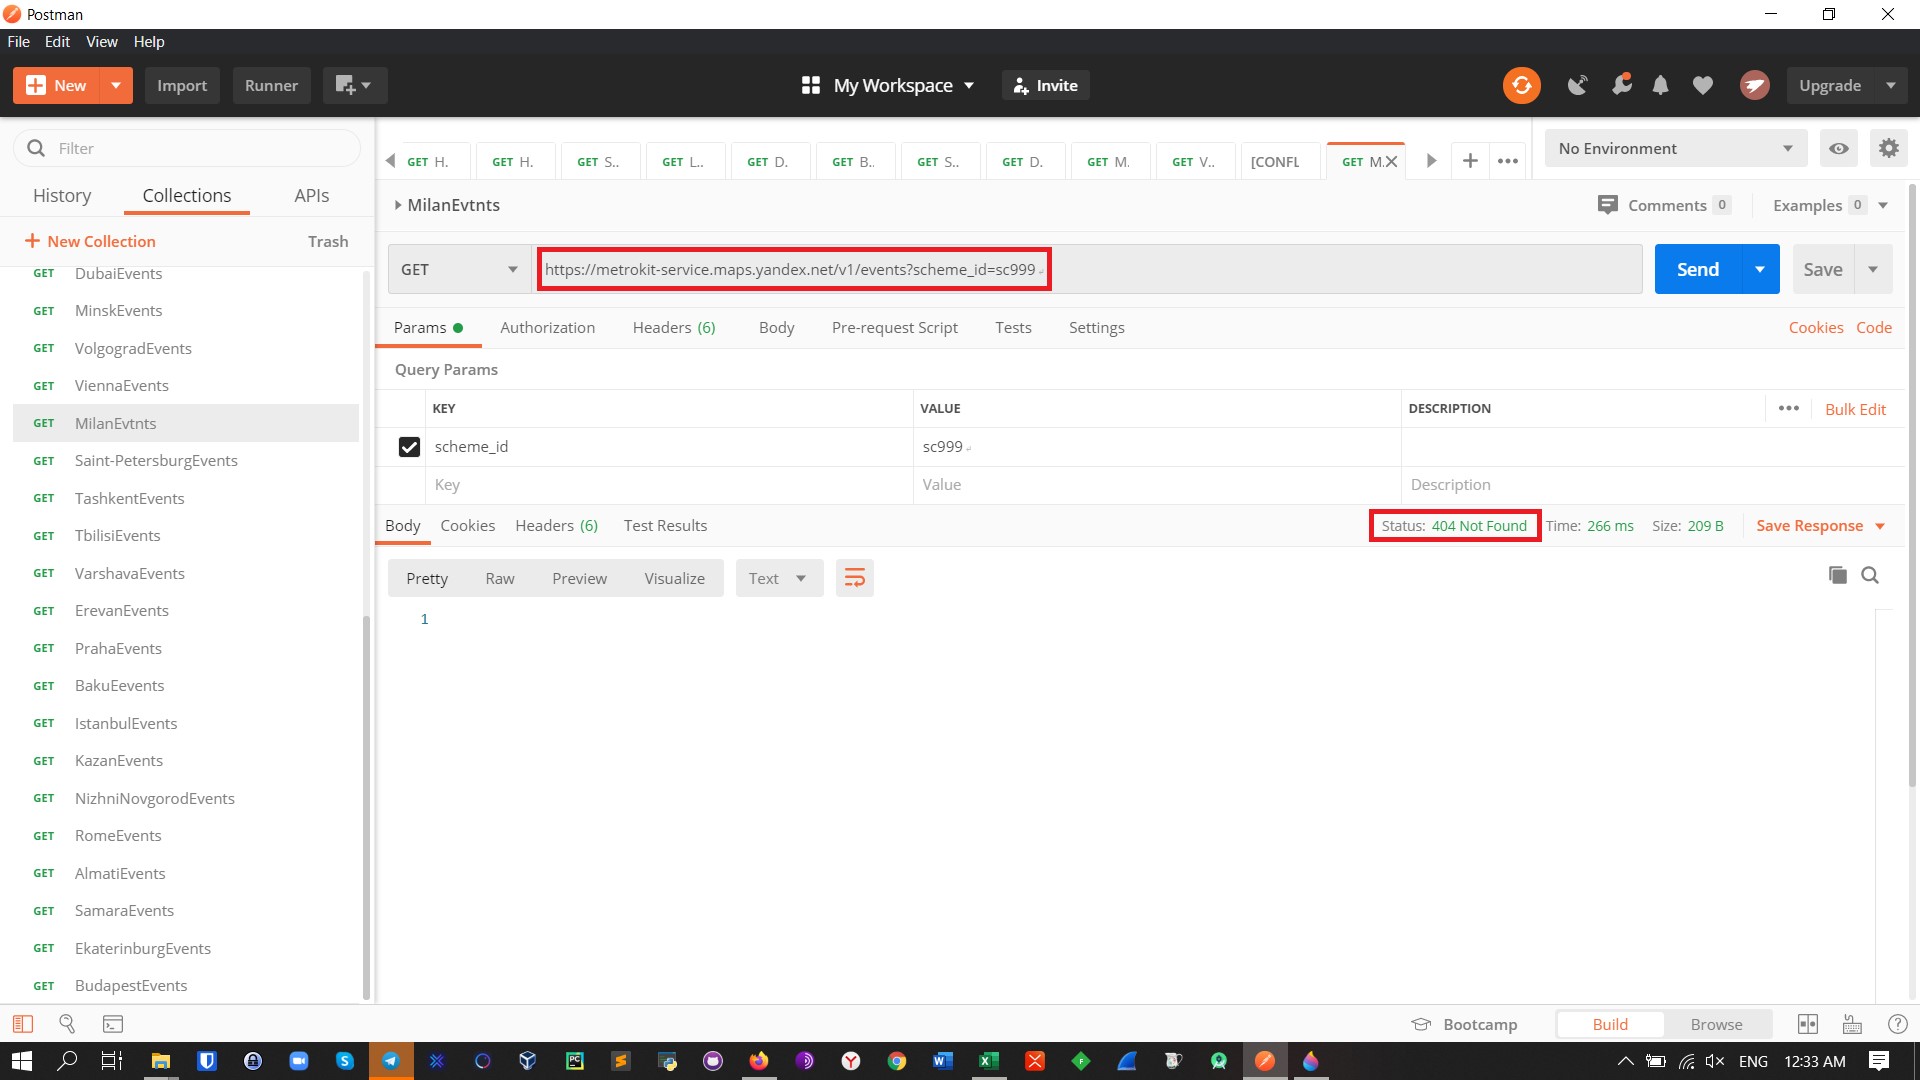 Postman
File Edit View Help
New Import Runner My Workspace Invite Upgrade
Filter
History Collections APIs
New Collection Trash
GET DubaiEvents
GET MinskEvents
GET VolgogradEvents
GET ViennaEvents
GET MilanEvtnts
GET Saint-PetersburgEvents
GET TashkentEvents
GET TbilisiEvents
GET VarshavaEvents
GET ErevanEvents
GET PrahaEvents
GET BakuEevents
GET IstanbulEvents
GET KazanEvents
GET NizhniNovgorodEvents
GET RomeEvents
GET AlmatiEvents
GET SamaraEvents
GET EkaterinburgEvents
GET BudapestEvents
GET H. GET H. GET S.. GET L.. GET D. GET B.. GET S.. GET D. GET M. GET V.. [CONFL GET M. No Environment
MilanEvtnts Comments 0 Examples 0
GET https://metrokit-service.maps.yandex.net/v1/events?scheme_id=sc999 Send Save
Params Authorization Headers (6) Body Pre-request Script Tests Settings Cookies Code
Query Params
KEY VALUE DESCRIPTION Bulk Edit
scheme_id sc999
Key Value Description
Body Cookies Headers (6) Test Results Status: 404 Not Found Time: 266 ms Size: 209 B Save Response
Pretty Raw Preview Visualize Text
1
Bootcamp Build Browse
ENG 12:33 AM